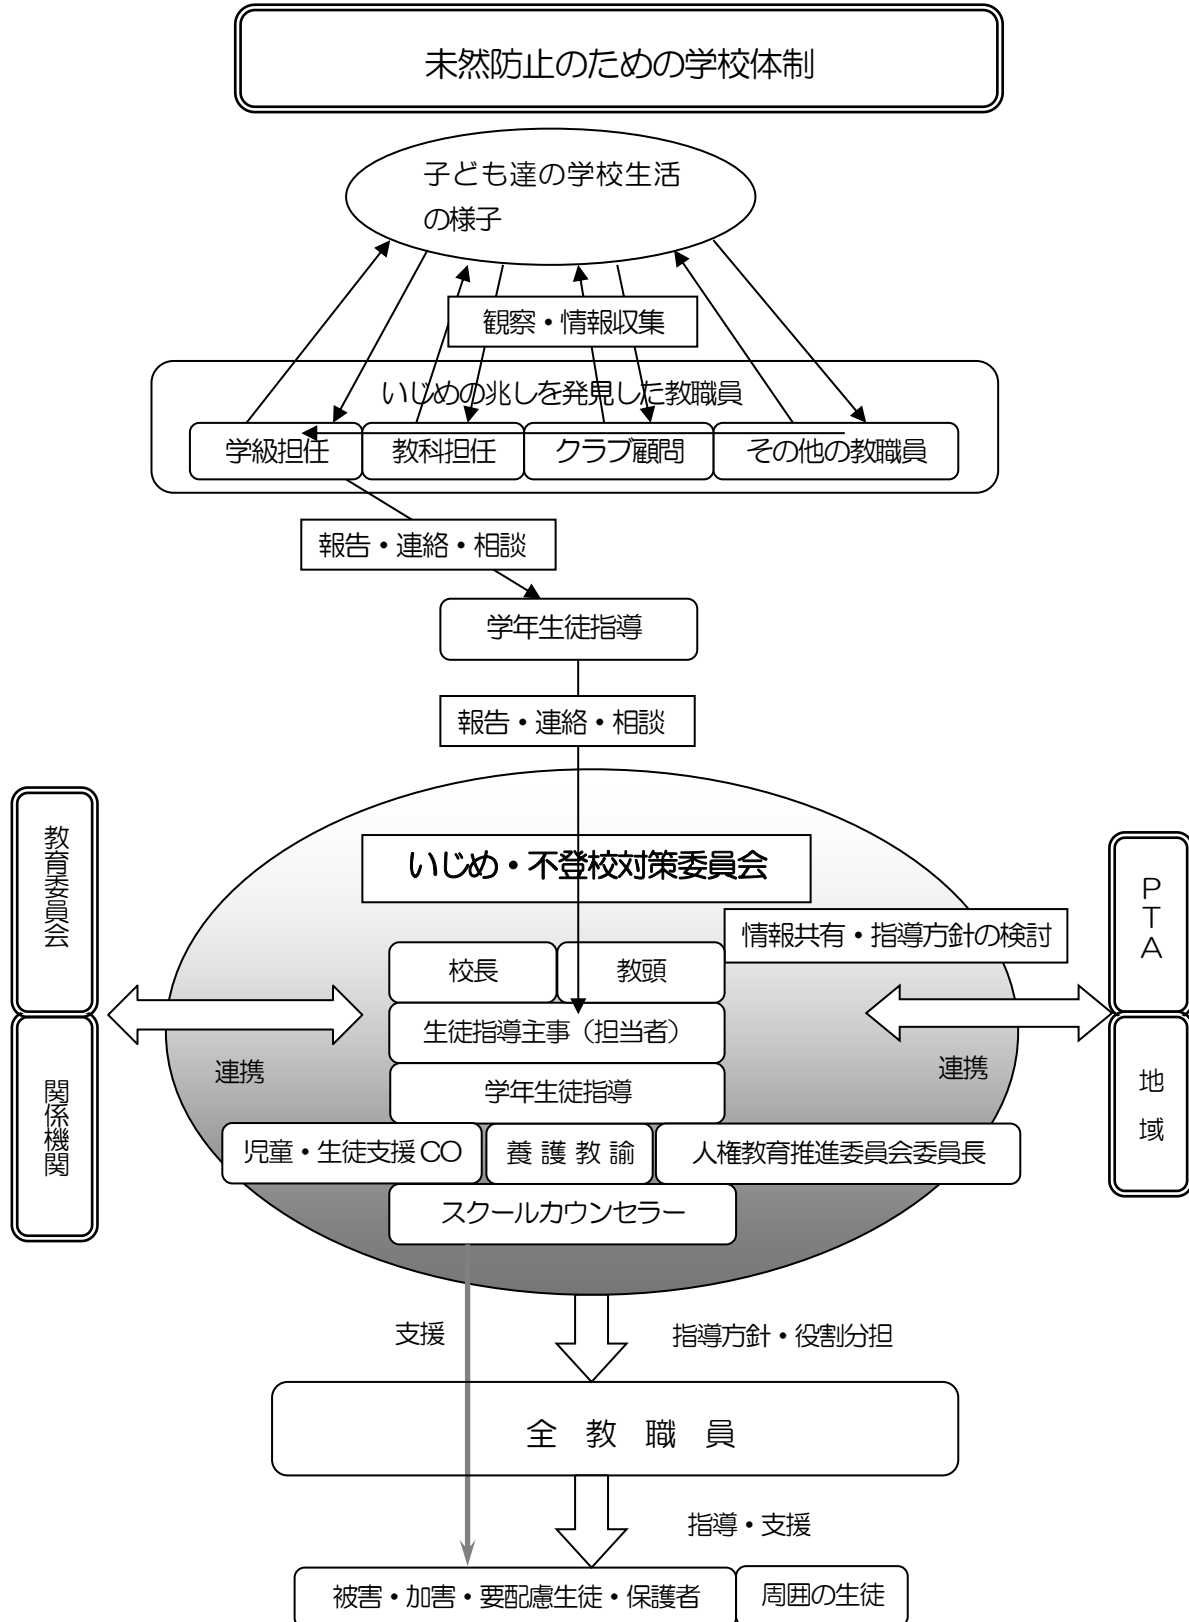 未然防止のための学校体制
子ども達の学校生活
の様子
観察・情報収集
いじめの兆しを発見した教職員
学級担任
教科担任
クラブ顧問
その他の教職員
報告・連絡・相談
学年生徒指導
報告・連絡・相談
教育委員会
関係機関
いじめ・不登校対策委員会
情報共有・指導方針の検討
校長
教頭
生徒指導主事（担当者）
学年生徒指導
児童・生徒支援CO
養護教諭
人権教育推進委員会委員長
スクールカウンセラー
連携
連携
PTA
地域
支援
指導方針・役割分担
全教職員
指導・支援
被害・加害・要配慮生徒・保護者
周囲の生徒